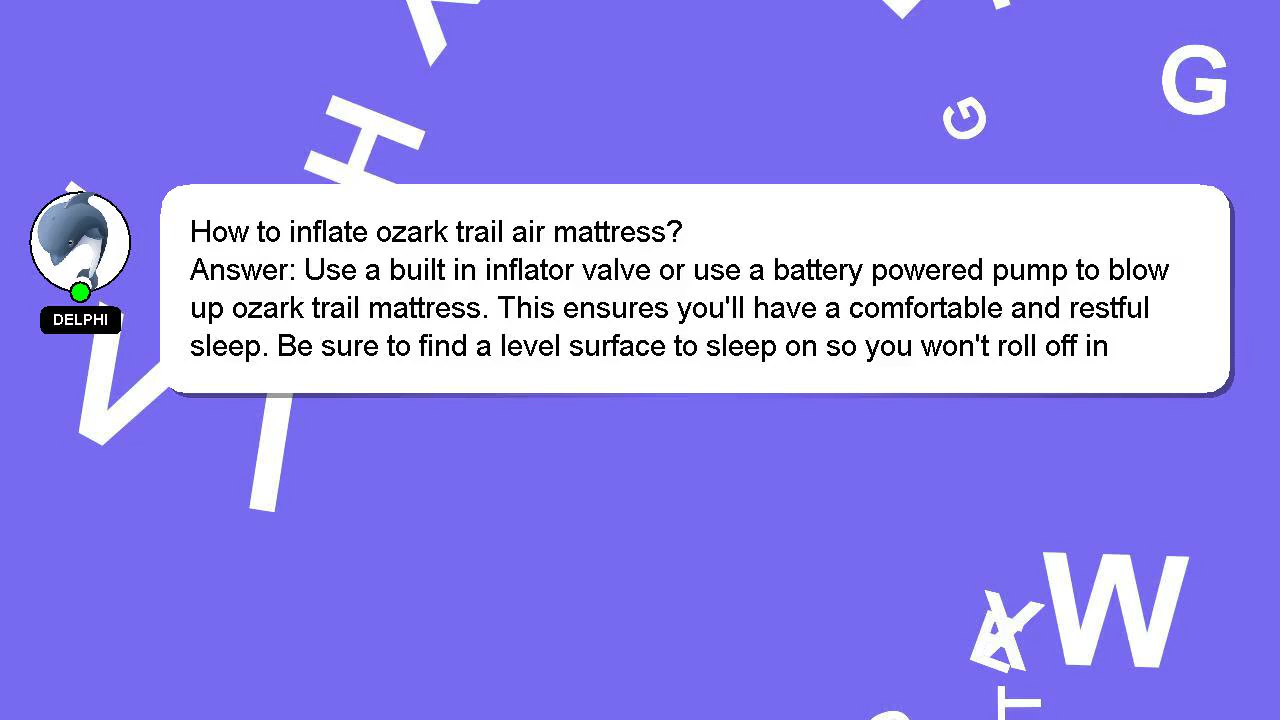 G
G
H
How to inflate ozark trail air mattress?
Answer: Use a built in inflator valve or use a battery powered pump to blow
up ozark trail mattress. This ensures you'll have a comfortable and restful
sleep. Be sure to find a level surface to sleep on so you won't roll off in
DELPHI
W
T